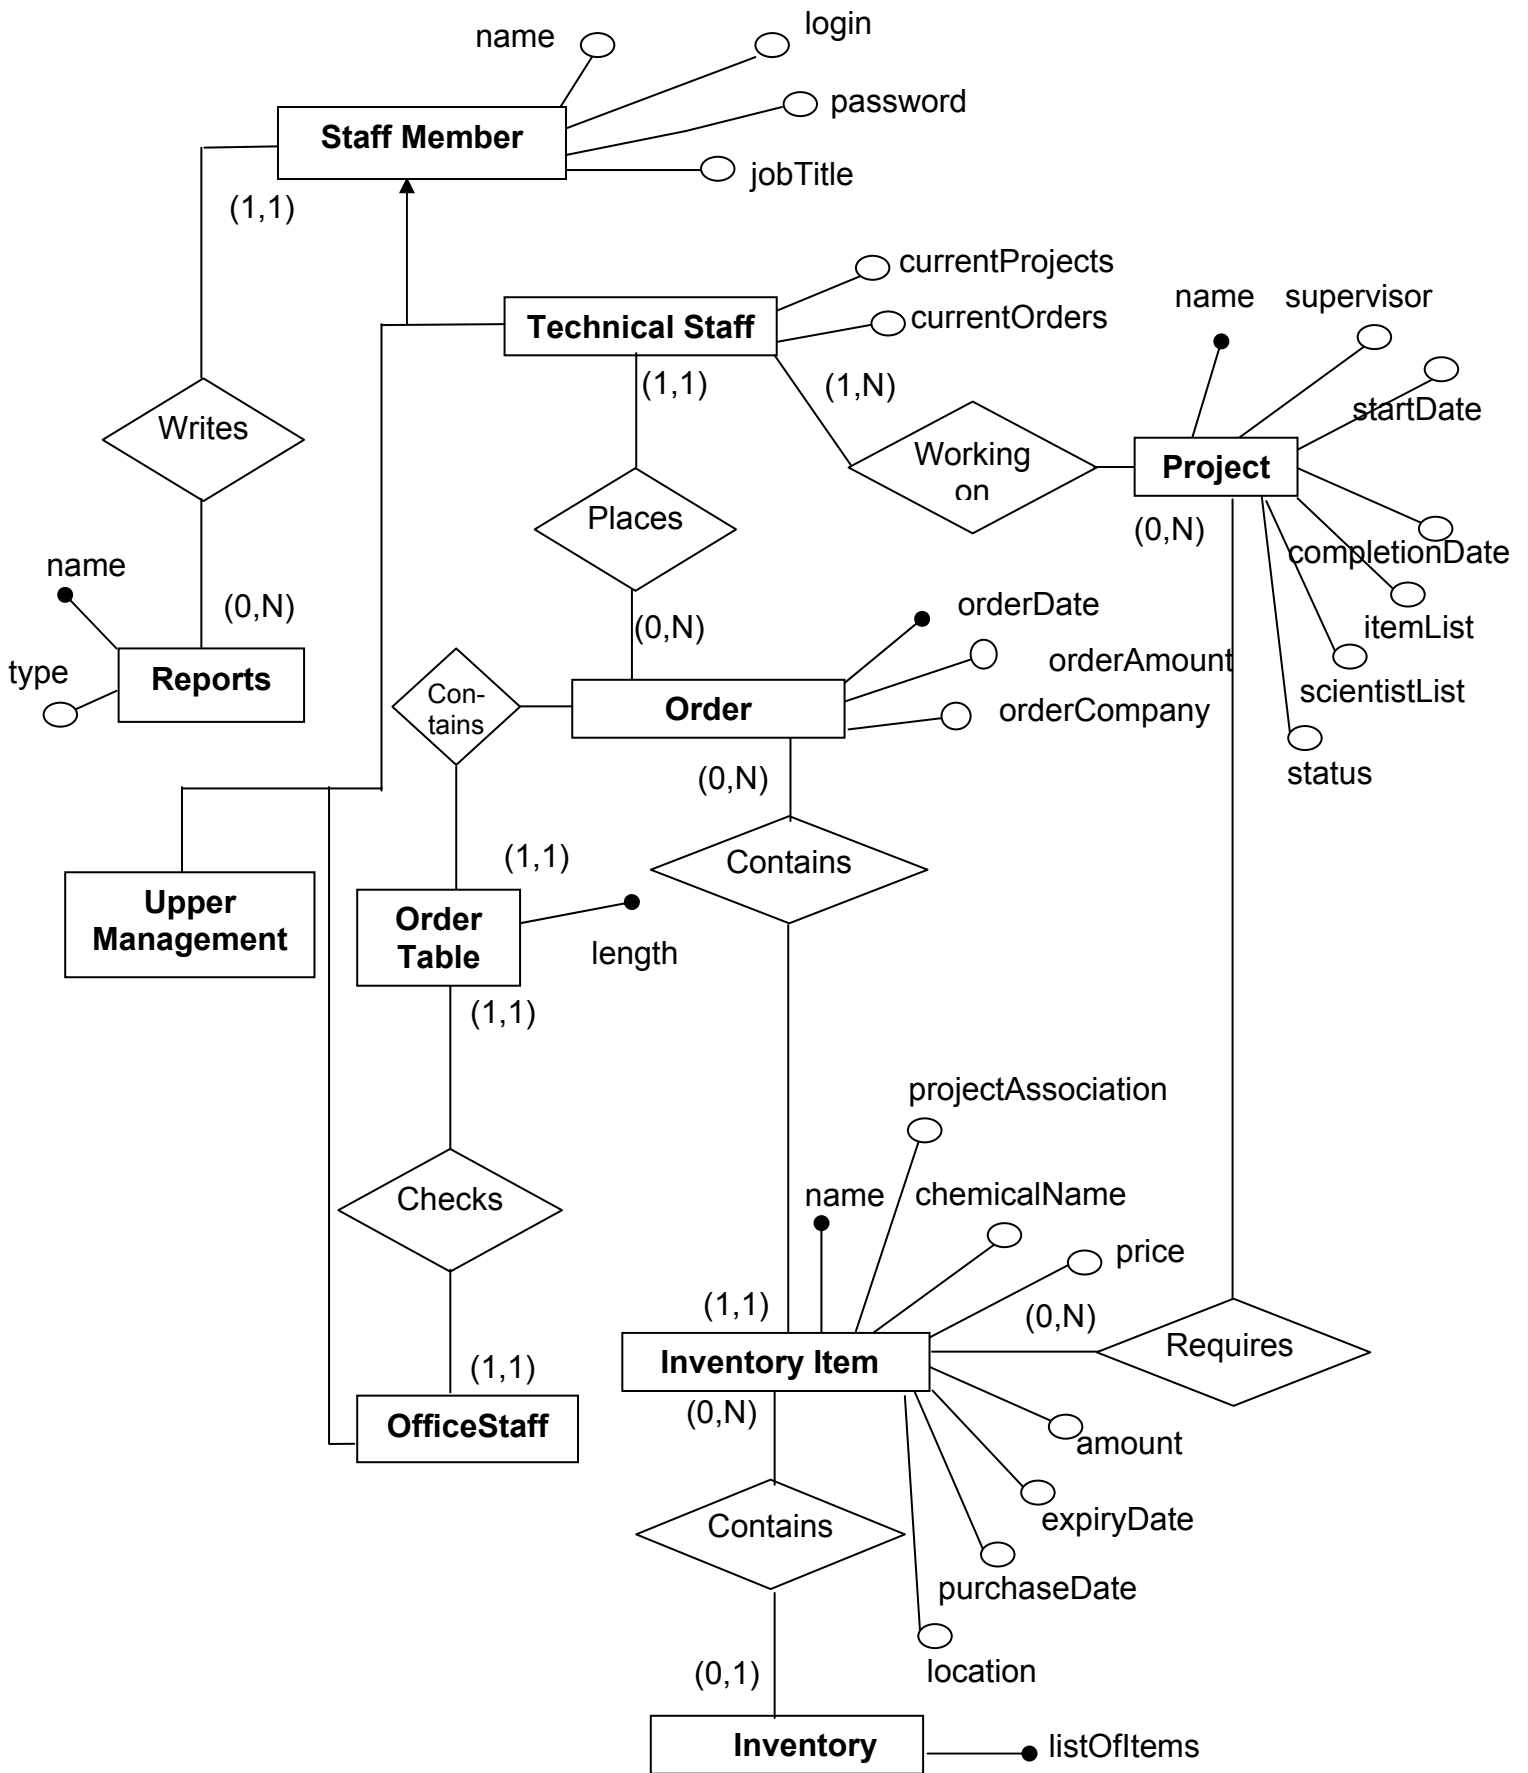 name
login
password
Staff Member
jobTitle
(1,1)
currentProjects
currentOrders
Technical Staff
name
supervisor
startDate
(1,1)
(1,N)
Writes
Working
on
Project
Places
(0,N)
completionDate
name
(0,N)
(0,N)
orderDate
itemList
type
Reports
orderAmount
scientistList
Con-
tains
Order
orderCompany
(0,N)
status
(1,1)
Contains
Upper
Management
Order
Table
length
(1,1)
projectAssociation
Checks
name
chemicalName
price
(1,1)
(0,N)
Requires
Inventory Item
(1,1)
(0,N)
OfficeStaff
amount
Contains
expiryDate
purchaseDate
(0,1)
location
Inventory
listOfItems